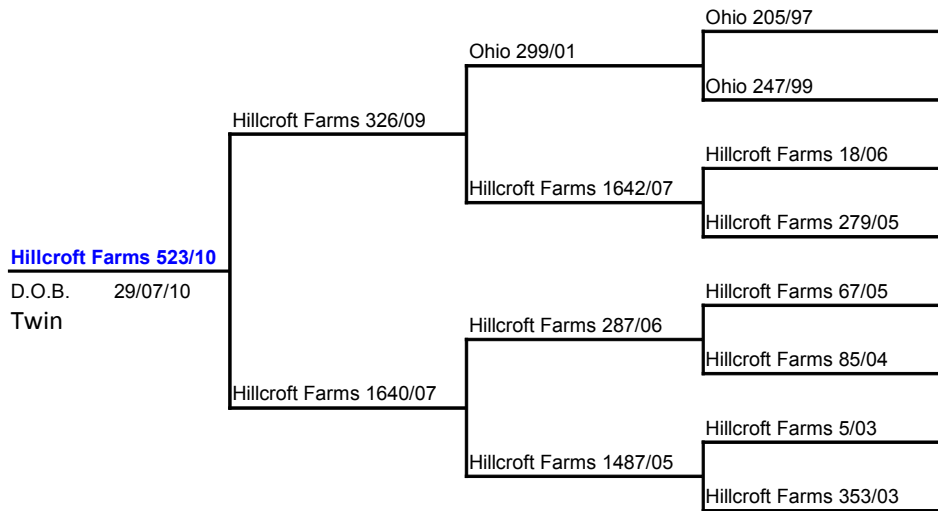 Ohio 205/97
Ohio 299/01
Ohio 247/99
Hillcroft Farms 326/09
Hillcroft Farms 18/06
Hillcroft Farms 1642/07
Hillcroft Farms 279/05
Hillcroft Farms 523/10
D.O.B. 29/07/10
Twin
Hillcroft Farms 67/05
Hillcroft Farms 287/06
Hillcroft Farms 85/04
Hillcroft Farms 1640/07
Hillcroft Farms 5/03
Hillcroft Farms 1487/05
Hillcroft Farms 353/03